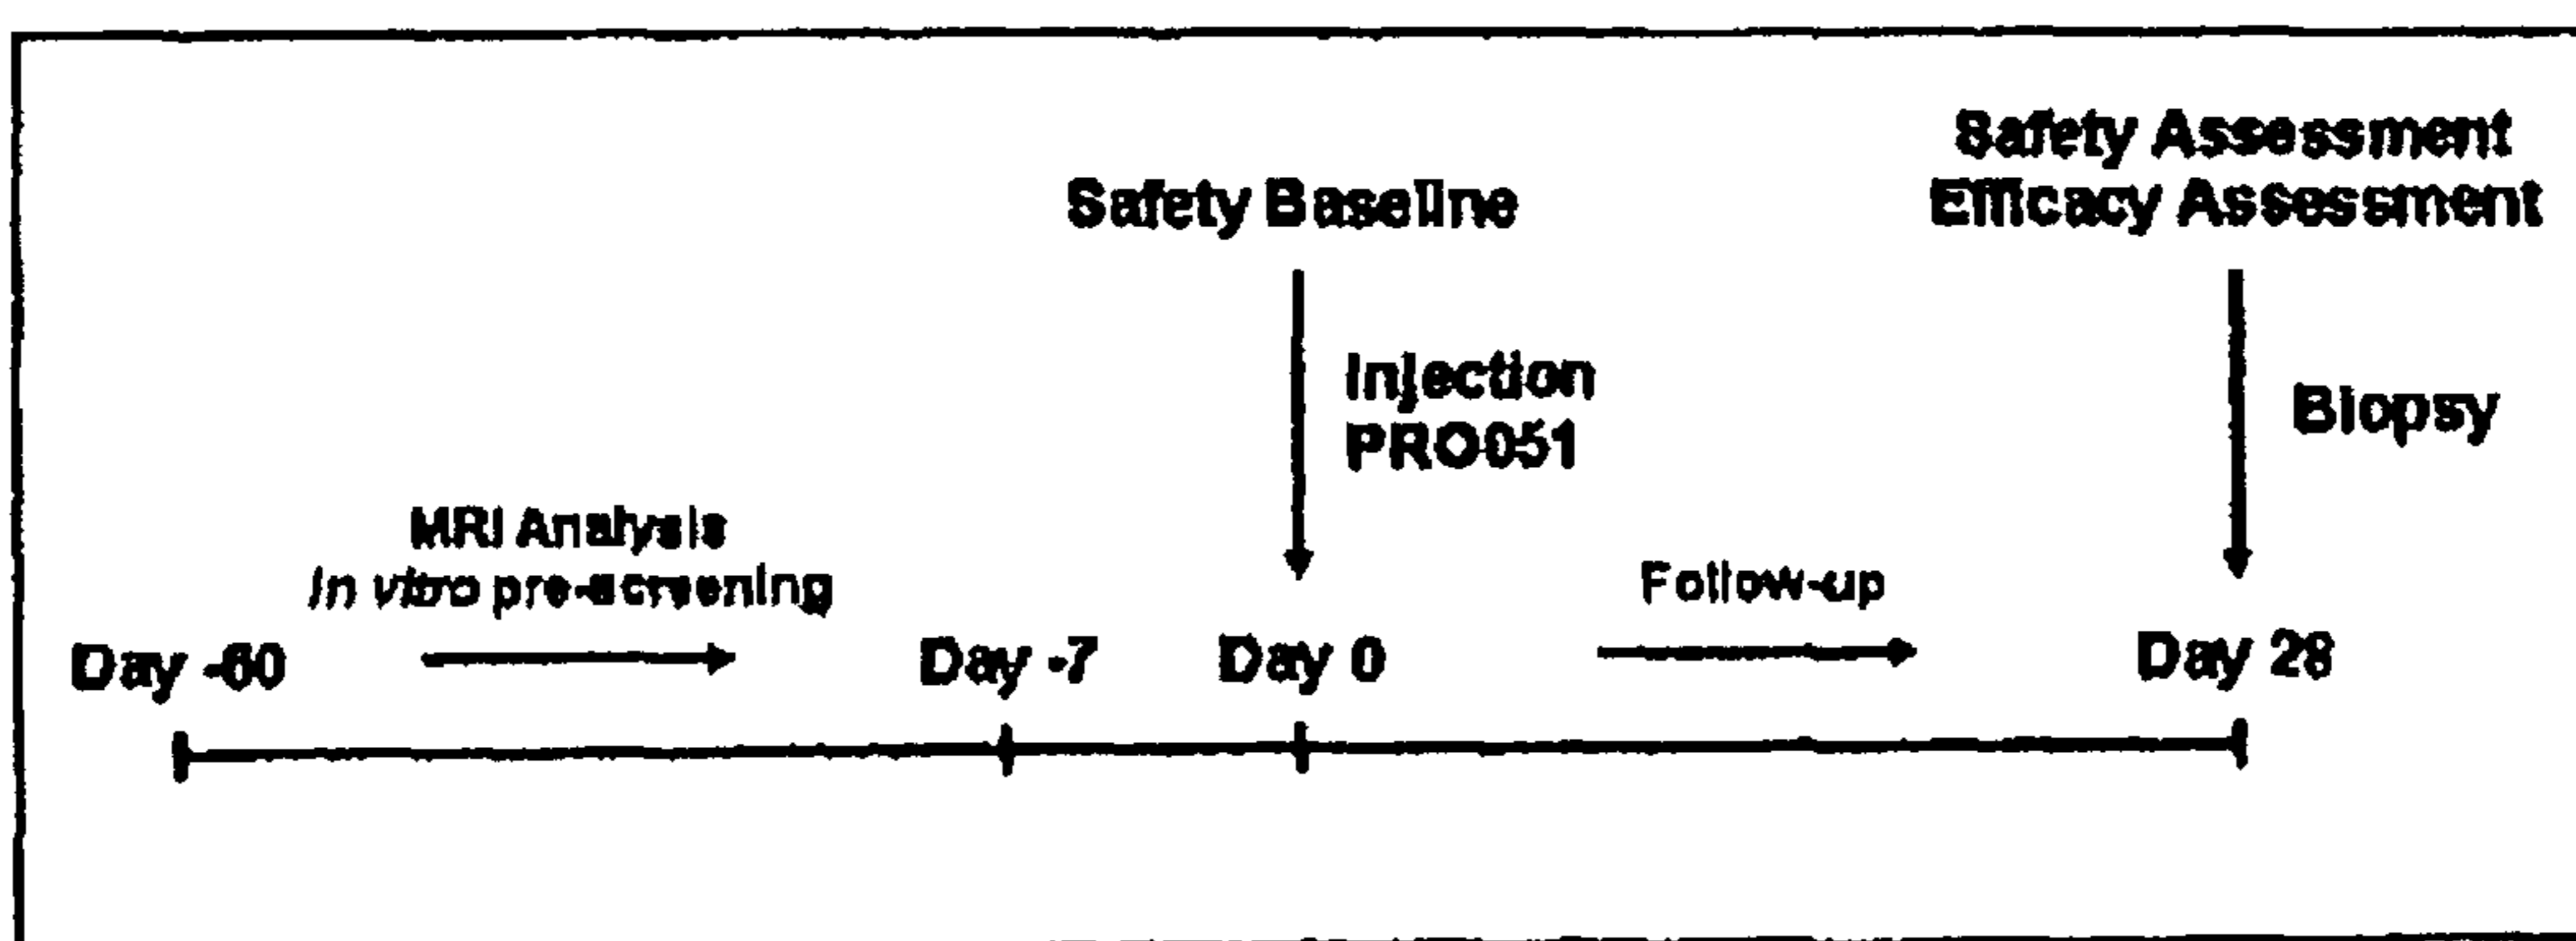 Safety Assessment
Efficacy Assessment
Safety Baseline
Injection
PRO051
Biopsy
MRI Analysis
In vitro pre-screening
Follow-up
Day -60
Day -7
Day 0
Day 28